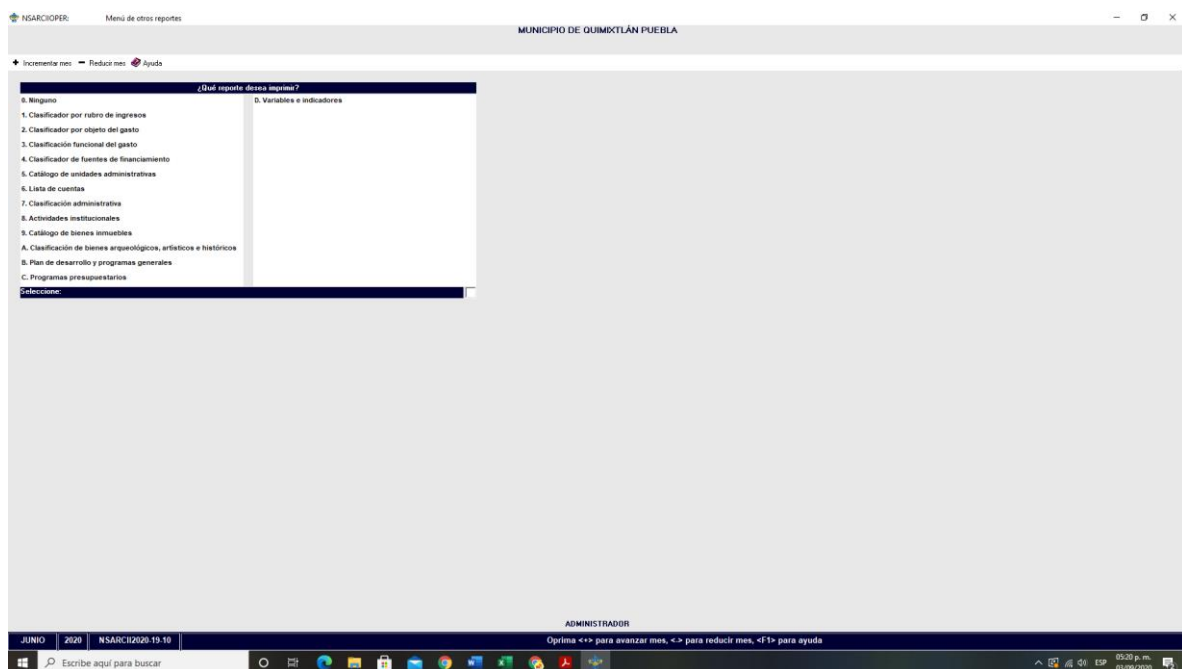 NSARCIIOPER: Menú de otros reportes
MUNICIPIO DE QUIMIXTLÁN PUEBLA
Incrementar mes Reducir mes Ayuda
¿Qué reporte desea imprimir?
0. Ninguno
1. Clasificador por rubro de ingresos
2. Clasificador por objeto del gasto
3. Clasificación funcional del gasto
4. Clasificador de fuentes de financiamiento
5. Catálogo de unidades administrativas
6. Lista de cuentas
7. Clasificación administrativa
8. Actividades institucionales
9. Catálogo de bienes inmuebles
A. Clasificación de bienes arqueológicos, artísticos e históricos
B. Plan de desarrollo y programas generales
C. Programas presupuestarios
D. Variables e indicadores
Seleccione:
ADMINISTRADOR
JUNIO 2020 NSARCII2020-19-10 Oprima <+> para avanzar mes, <-> para reducir mes, <F1> para ayuda
Escribe aquí para buscar
ESP
05:20 p. m.
03/09/2020
2